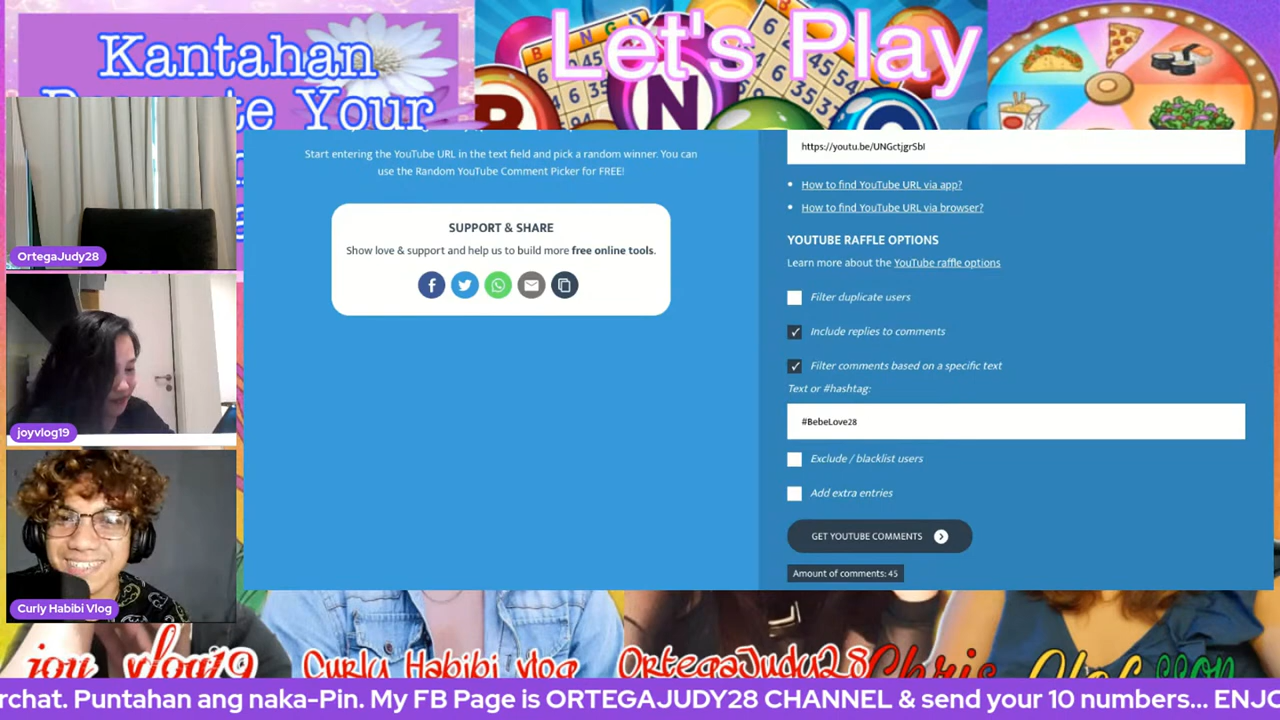 Kantahan
Promote Your
Let's Play
B I N G
N
OrtegaJudy28
joyvlog19
Curly Habibi Vlog
Start entering the YouTube URL in the text field and pick a random winner. You can
use the Random YouTube Comment Picker for FREE!
SUPPORT & SHARE
Show love & support and help us to build more free online tools.
https://youtu.be/UNGctjgrSbI
How to find YouTube URL via app?
How to find YouTube URL via browser?
YOUTUBE RAFFLE OPTIONS
Learn more about the YouTube raffle options
Filter duplicate users
Include replies to comments
Filter comments based on a specific text
Text or #hashtag:
#BebeLove28
Exclude / blacklist users
Add extra entries
GET YOUTUBE COMMENTS
Amount of comments: 45
joy vlog19
Curly Habibi vlog
OrtegaJudy28
Chris
rchat. Puntahan ang naka-Pin. My FB Page is ORTEGAJUDY28 CHANNEL & send your 10 numbers... ENJO